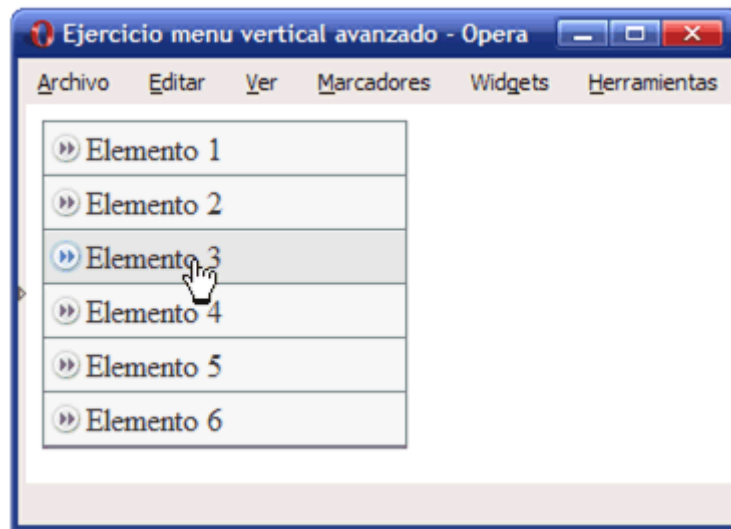 Ejercicio menu vertical avanzado - Opera
Archivo Editar Ver Marcadores Widgets Herramientas
Elemento 1
Elemento 2
Elemento 3
Elemento 4
Elemento 5
Elemento 6